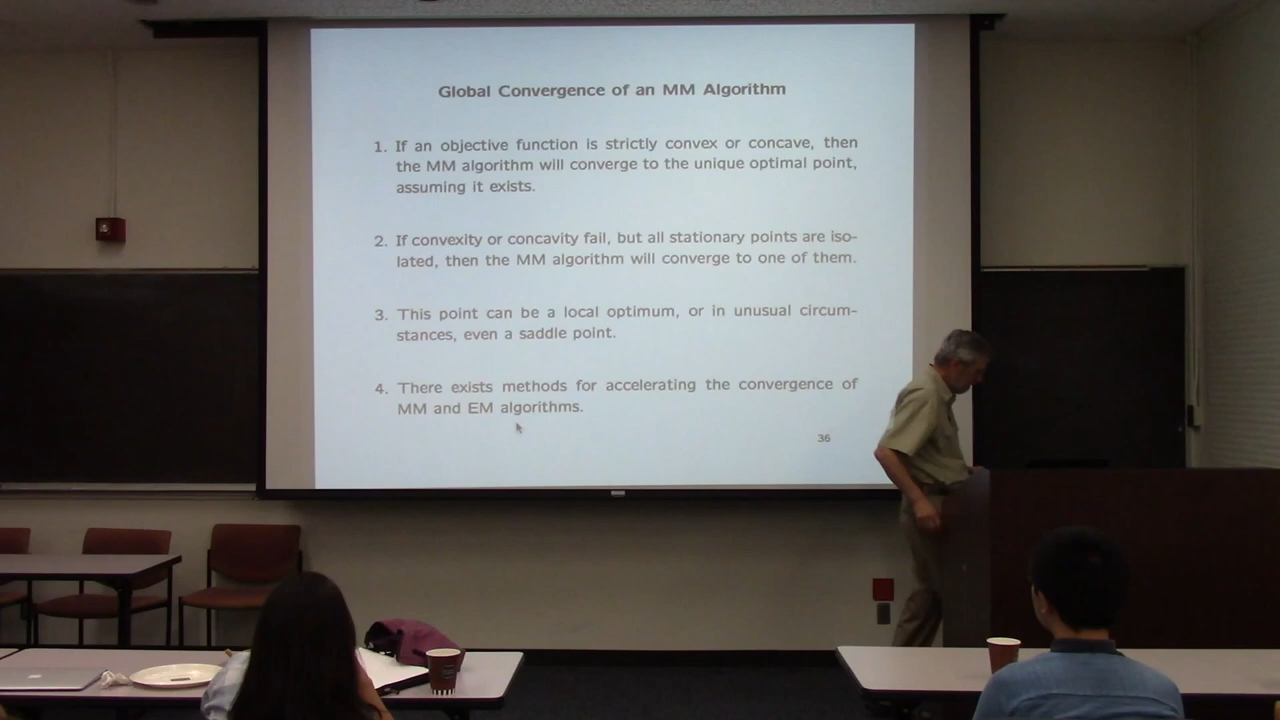 Global Convergence of an MM Algorithm
1. If an objective function is strictly convex or concave, then
the MM algorithm will converge to the unique optimal point,
assuming it exists.
2. If convexity or concavity fail, but all stationary points are iso-
lated, then the MM algorithm will converge to one of them.
3. This point can be a local optimum, or in unusual circum-
stances, even a saddle point.
4. There exists methods for accelerating the convergence of
MM and EM algorithms.
36